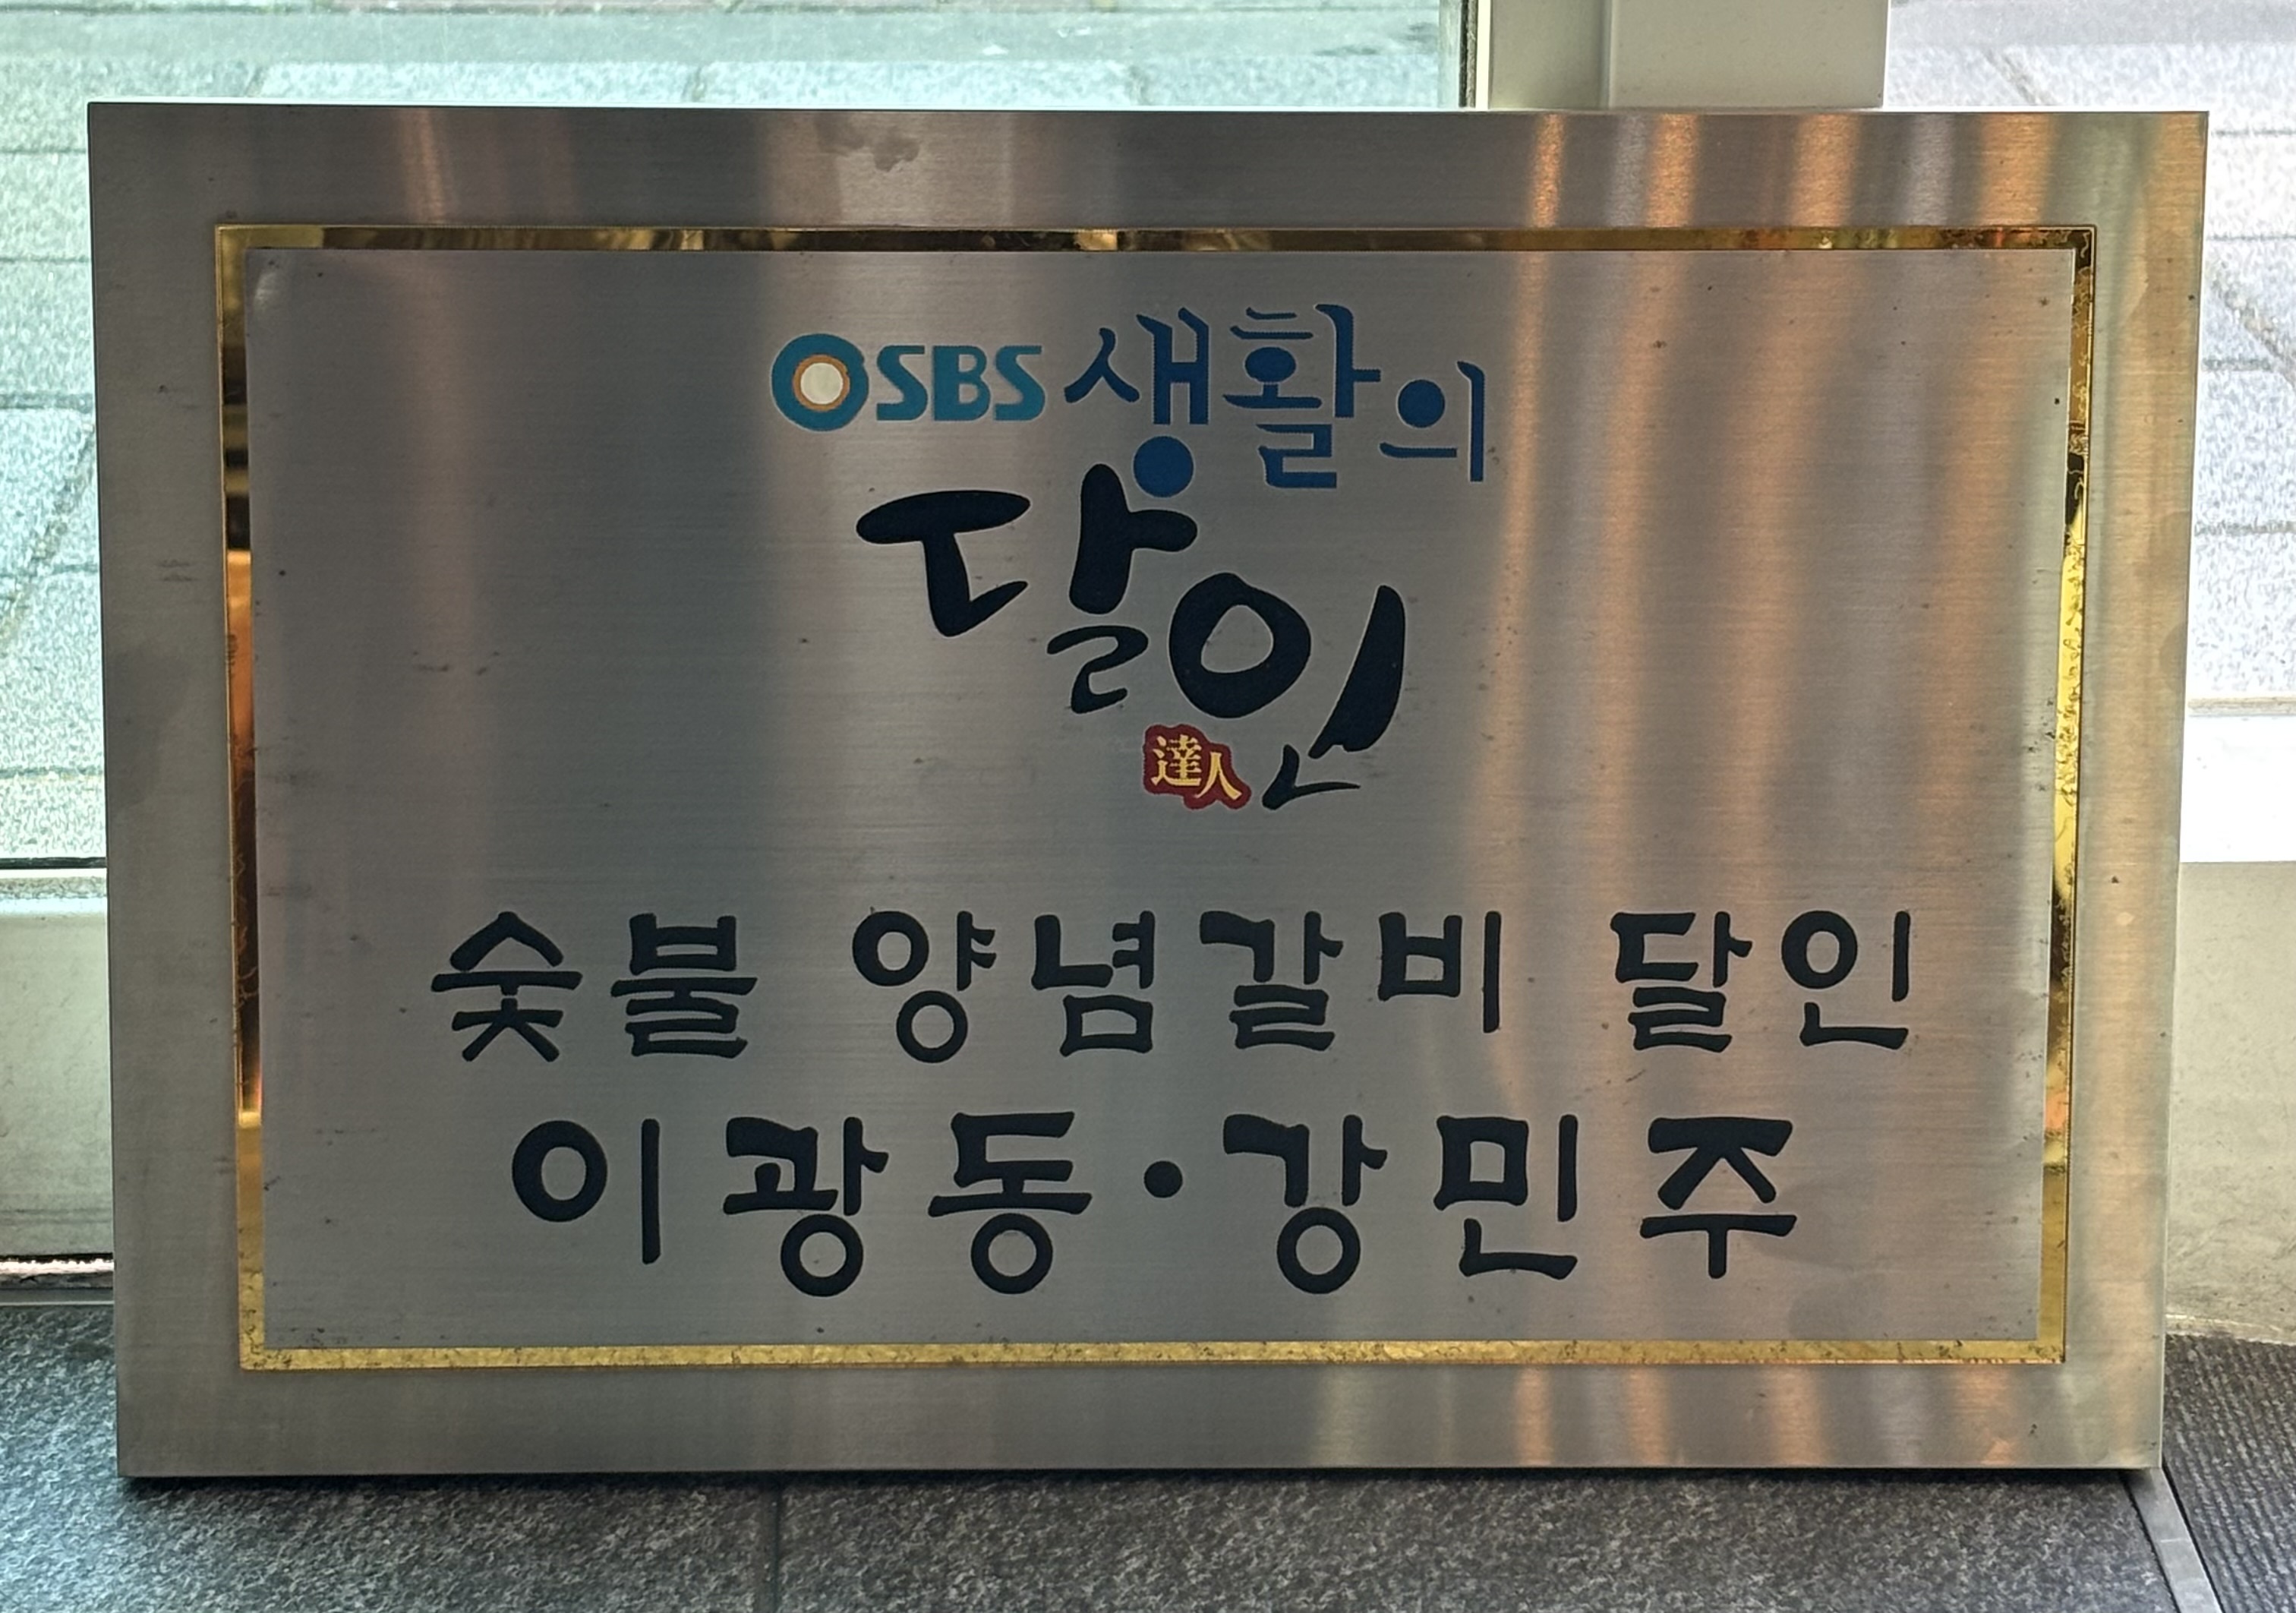 SBS 생활의
달인
達人
숯불 양념갈비 달인
이광동·강민주